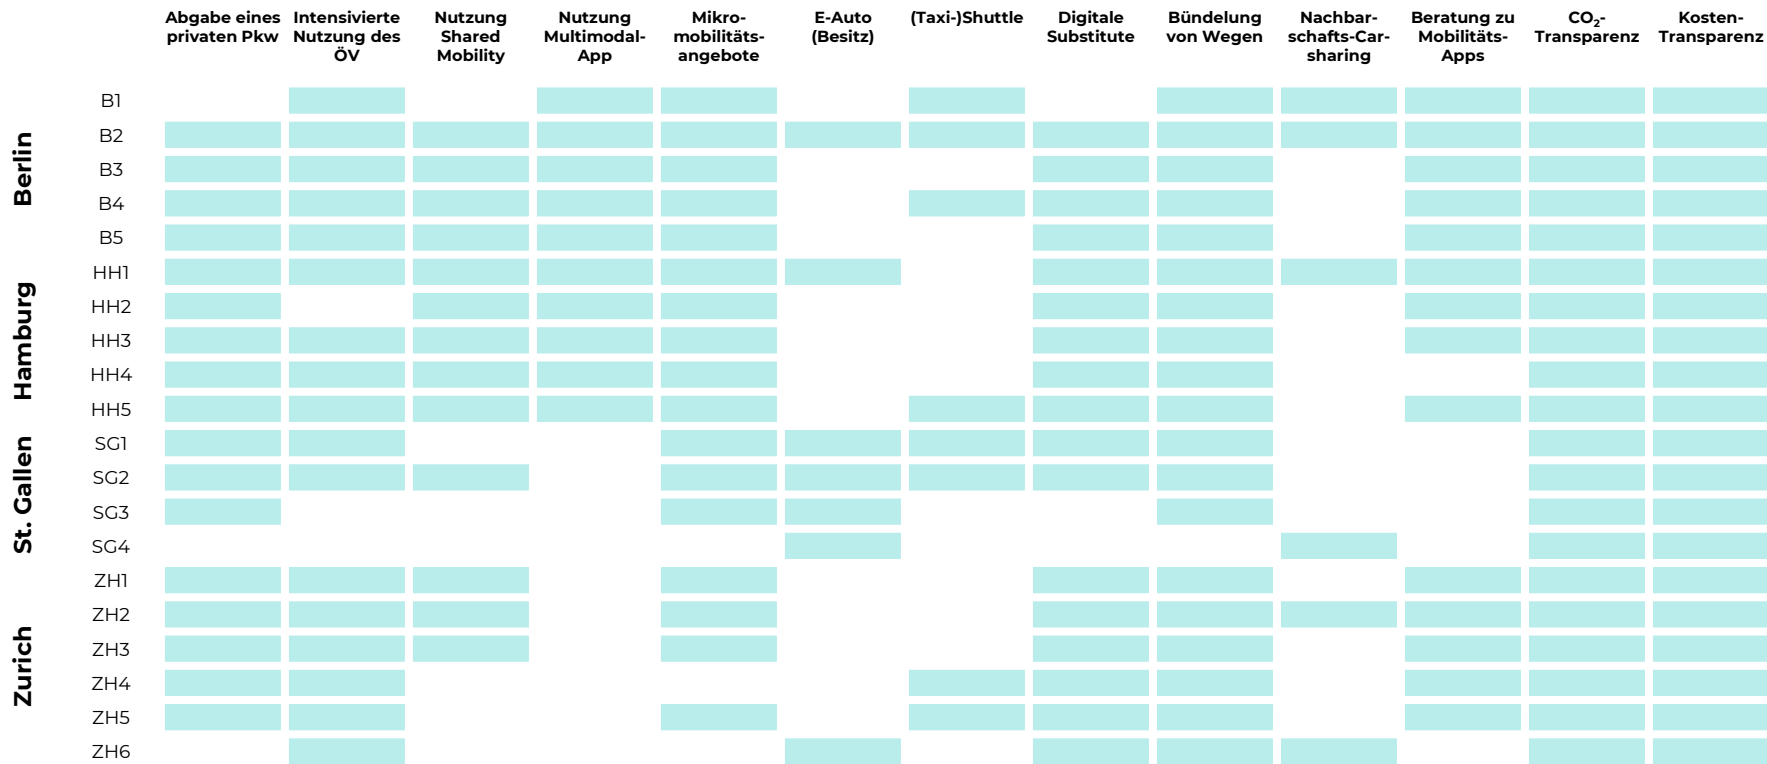 Abgabe eines
privaten Pkw
Intensivierte
Nutzung des
ÖV
Nutzung
Shared
Mobility
Nutzung
Multimodal-
App
Mikro-
mobilitäts-
angebote
E-Auto
(Besitz)
(Taxi-)Shuttle
Digitale
Substitute
Bündelung
von Wegen
Nachbar-
schafts-Car-
sharing
Beratung zu
Mobilitäts-
Apps
CO₂-
Transparenz
Kosten-
Transparenz
Berlin
B1
B2
B3
B4
B5
Hamburg
HH1
HH2
HH3
HH4
HH5
St. Gallen
SG1
SG2
SG3
SG4
Zurich
ZH1
ZH2
ZH3
ZH4
ZH5
ZH6